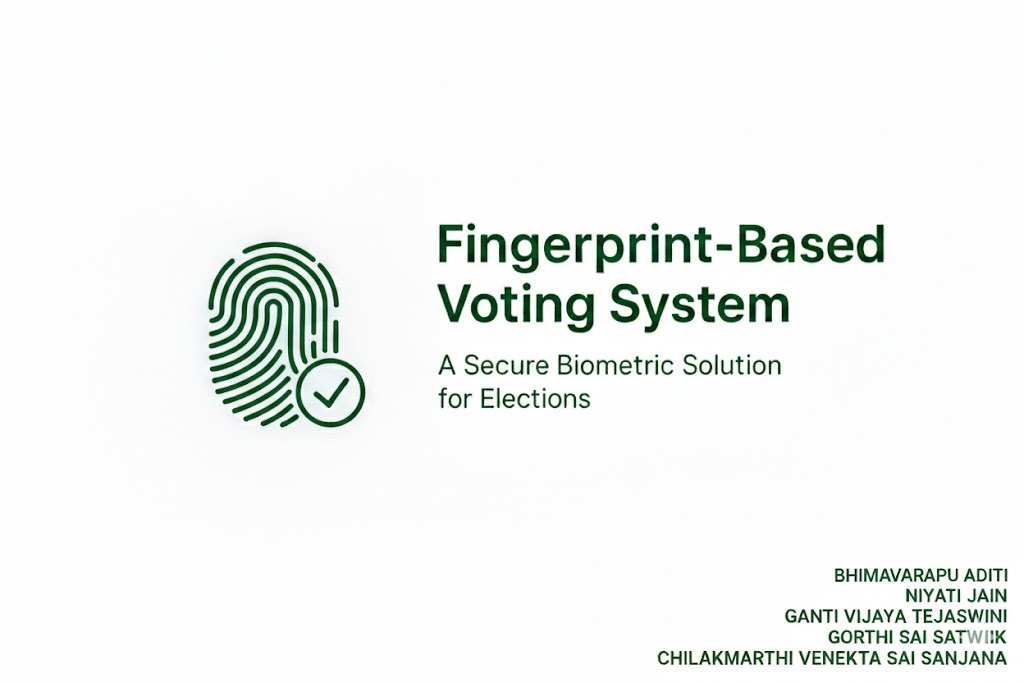 Fingerprint-Based
Voting System
A Secure Biometric Solution
for Elections
BHIMAVARAPU ADITI
NIYATI JAIN
GANTI VIJAYA TEJASWINI
GORTHI SAI
CHILAKMARTHI VENEKTA SAI SANJANA